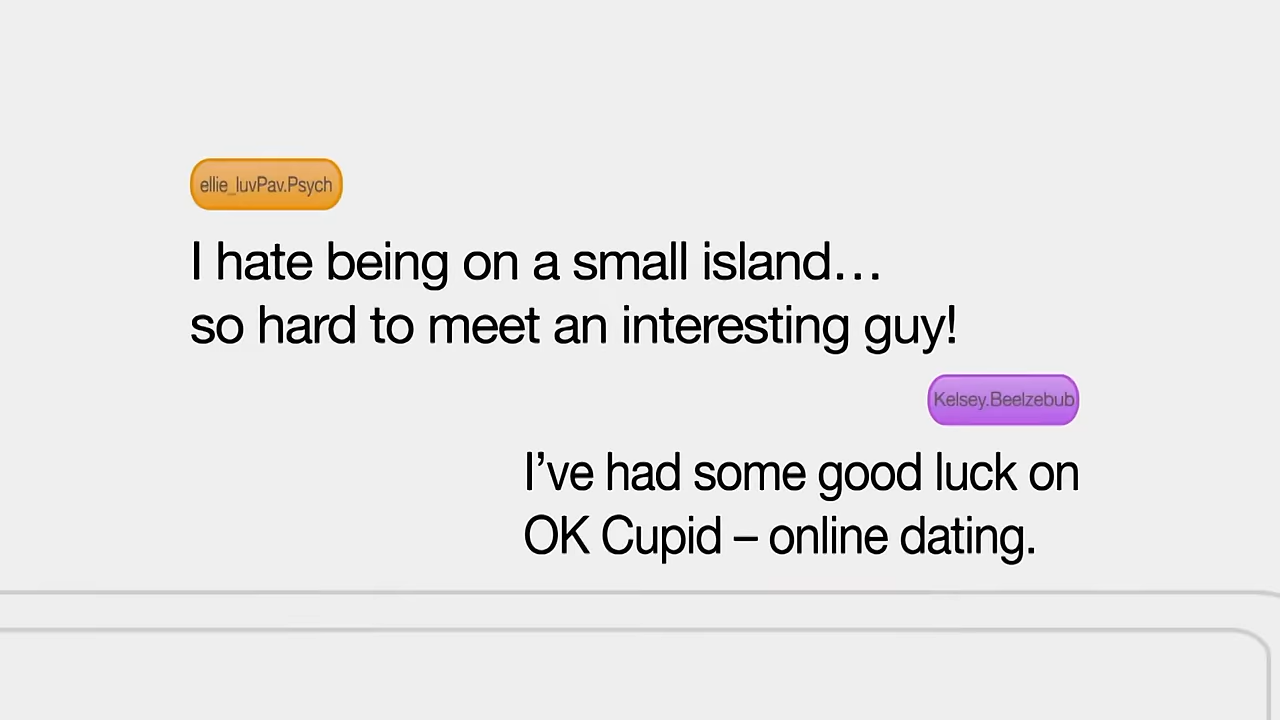 ellie_luvPav.Psych
I hate being on a small island…
so hard to meet an interesting guy!
Kelsey.Beelzebub
I’ve had some good luck on
OK Cupid – online dating.